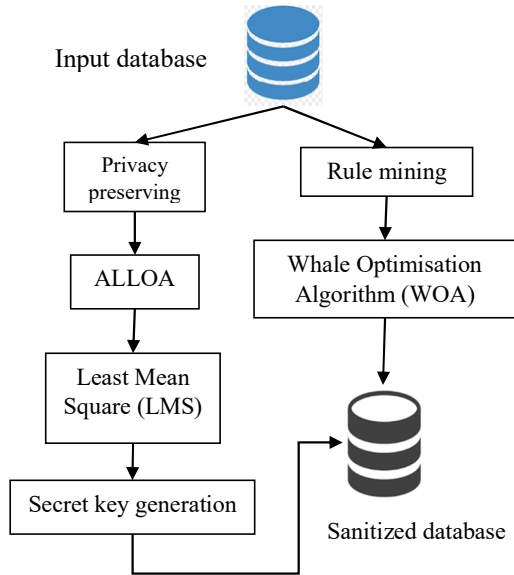 Input database
Privacy
preserving
Rule mining
ALLOA
Whale Optimisation
Algorithm (WOA)
Least Mean
Square (LMS)
Secret key generation
Sanitized database